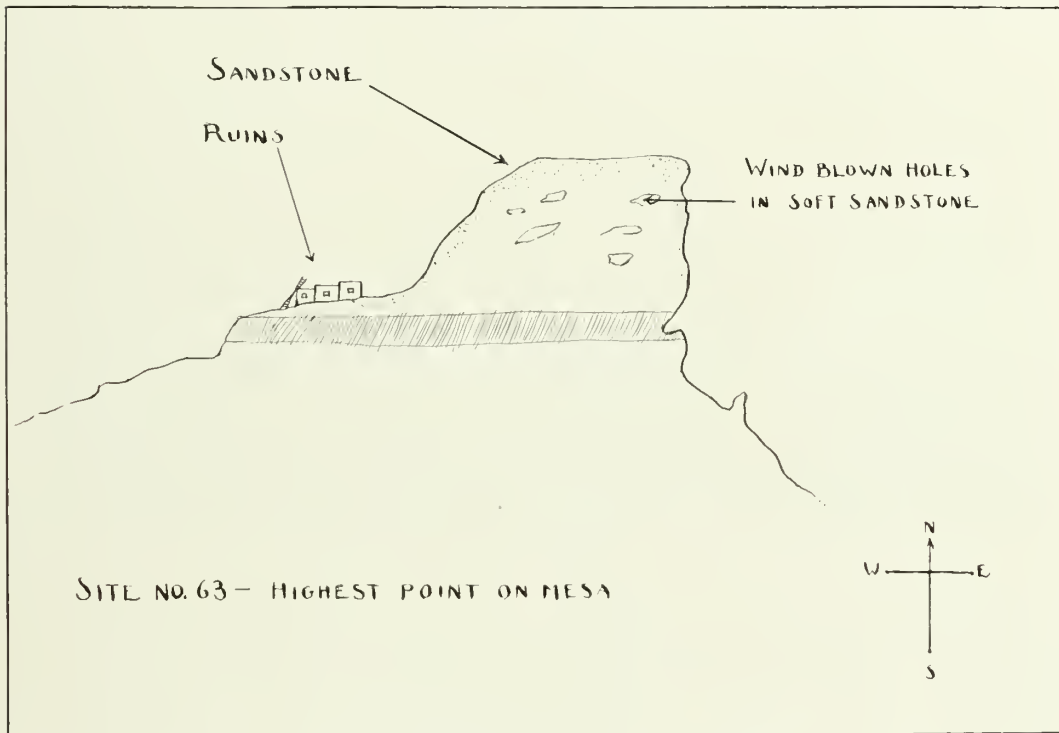 SANDSTONE
RUINS
WIND BLOWN HOLES
IN SOFT SANDSTONE
N
W E
SITE NO. 63 - HIGHEST POINT ON MESA
S